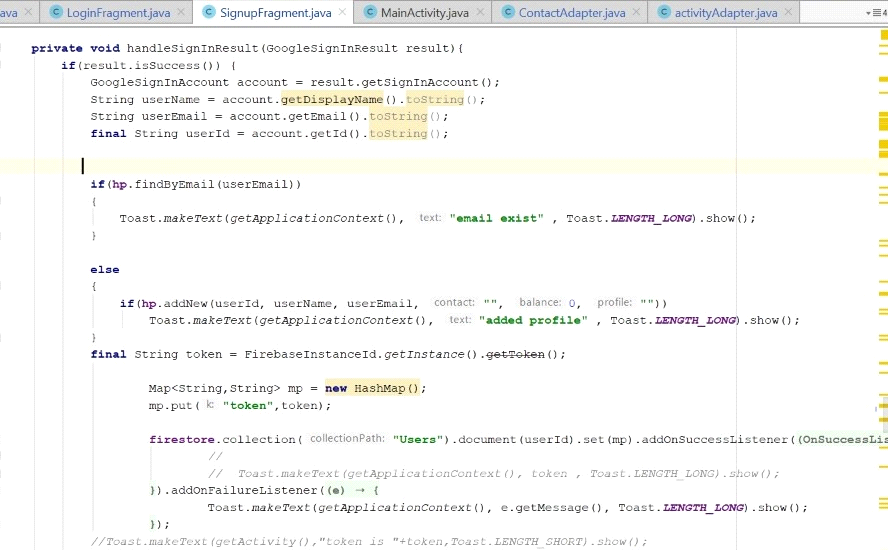 ava LoginFragment.java SignupFragment.java MainActivity.java ContactAdapter.java activityAdapter.java
private void handleSignInResult(GoogleSignInResult result){
if(result.isSuccess()) {
GoogleSignInAccount account = result.getSignInAccount();
String userName = account.getDisplayName().toString();
String userEmail = account.getEmail().toString();
final String userId = account.getId().toString();
if(hp.findByEmail(userEmail))
{
Toast.makeText(getApplicationContext(), text: "email exist" , Toast.LENGTH_LONG).show();
}
else
{
if(hp.addNew(userId, userName, userEmail, contact: "", balance: 0, profile: ""))
Toast.makeText(getApplicationContext(), text: "added profile" , Toast.LENGTH_LONG).show();
}
final String token = FirebaseInstanceId.getInstance().getToken();
Map<String,String> mp = new HashMap();
mp.put( k: "token",token);
firestore.collection( collectionPath: "Users").document(userId).set(mp).addOnSuccessListener((OnSuccessLis
//
// Toast.makeText(getApplicationContext(), token , Toast.LENGTH_LONG).show();
}).addOnFailureListener((e) → {
Toast.makeText(getApplicationContext(), e.getMessage(), Toast.LENGTH_LONG).show();
});
//Toast.makeText(getActivity(),"token is "+token,Toast.LENGTH_SHORT).show();